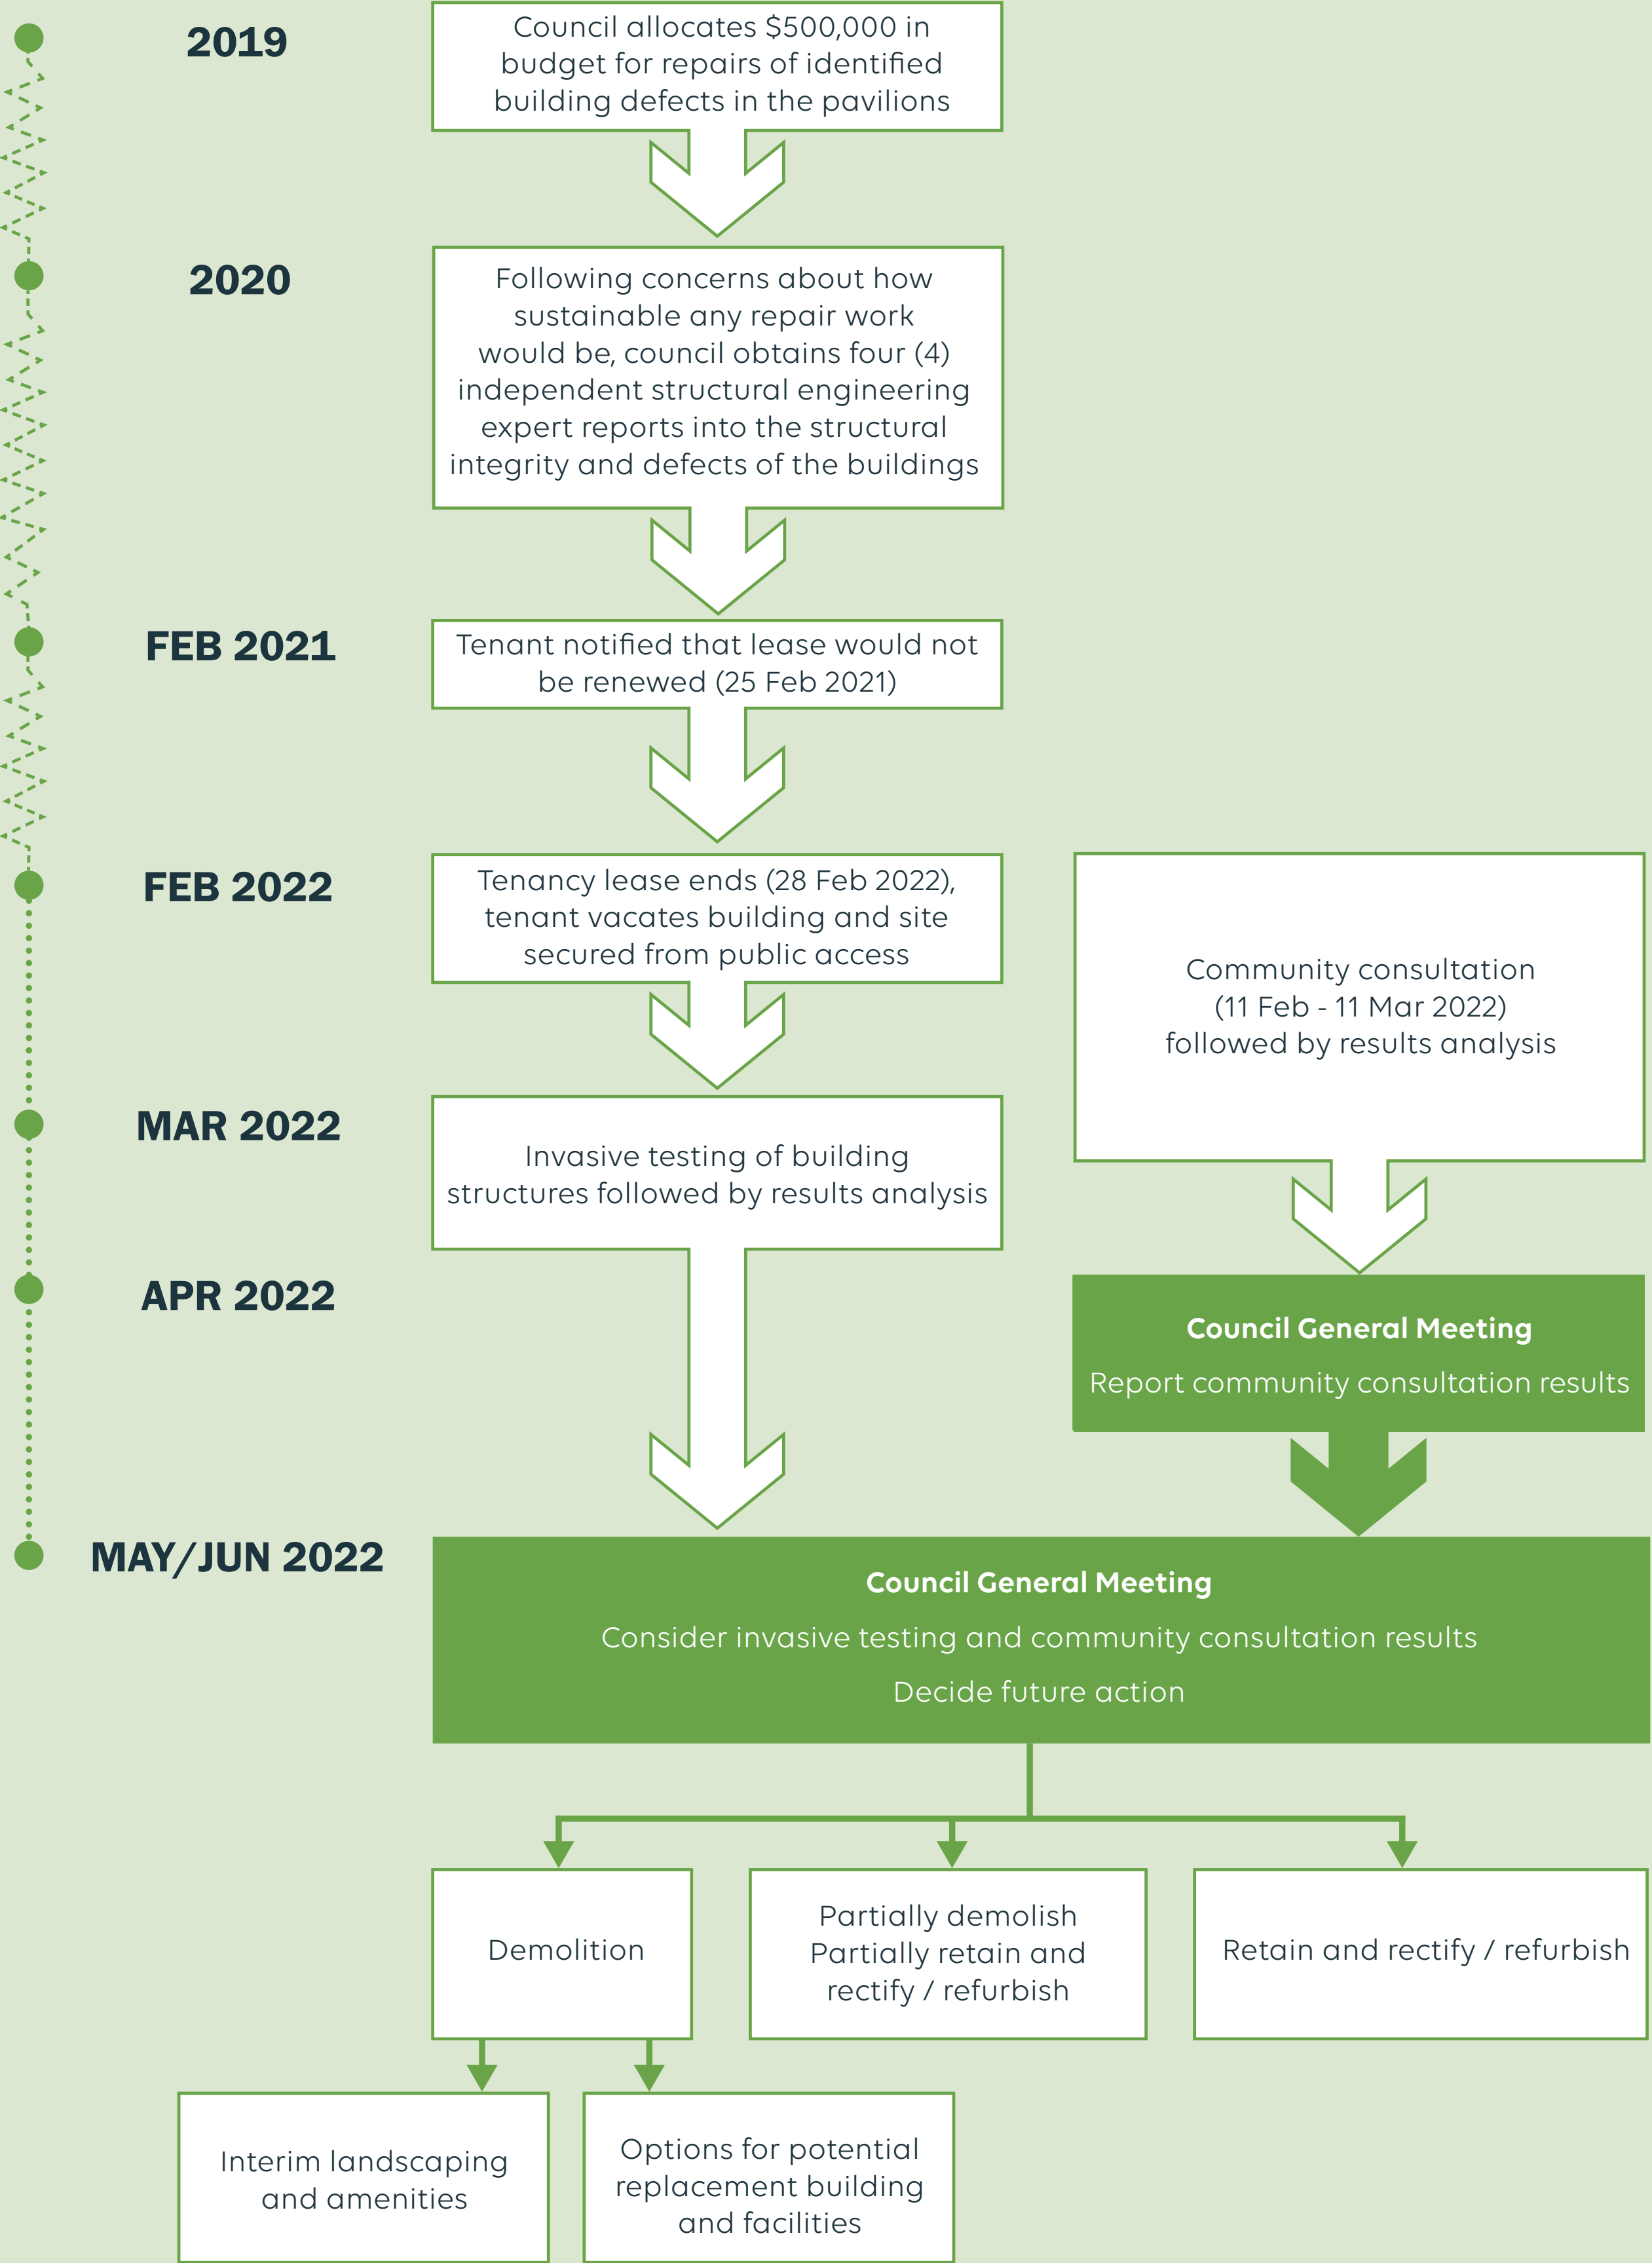 2019
Council allocates $500,000 in
budget for repairs of identified
building defects in the pavilions
2020
Following concerns about how
sustainable any repair work
would be, council obtains four (4)
independent structural engineering
expert reports into the structural
integrity and defects of the buildings
FEB 2021
Tenant notified that lease would not
be renewed (25 Feb 2021)
FEB 2022
Tenancy lease ends (28 Feb 2022),
tenant vacates building and site
secured from public access
Community consultation
(11 Feb - 11 Mar 2022)
followed by results analysis
MAR 2022
Invasive testing of building
structures followed by results analysis
APR 2022
Council General Meeting
Report community consultation results
MAY/JUN 2022
Council General Meeting
Consider invasive testing and community consultation results
Decide future action
Demolition
Partially demolish
Partially retain and
rectify / refurbish
Retain and rectify / refurbish
Interim landscaping
and amenities
Options for potential
replacement building
and facilities